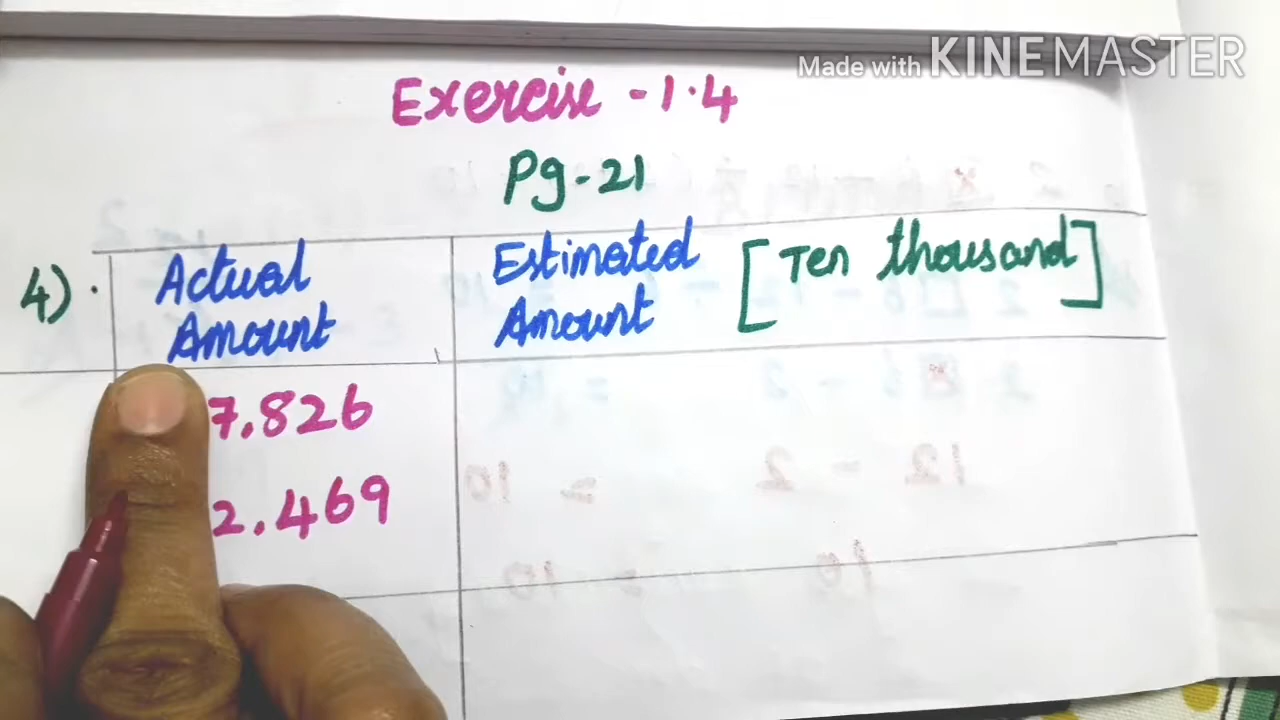 Made with KINEMASTER
Exercise - 1.4
Pg - 21
4). Actual Amount
Estimated Amount [Ten thousand]
7,826
2,469